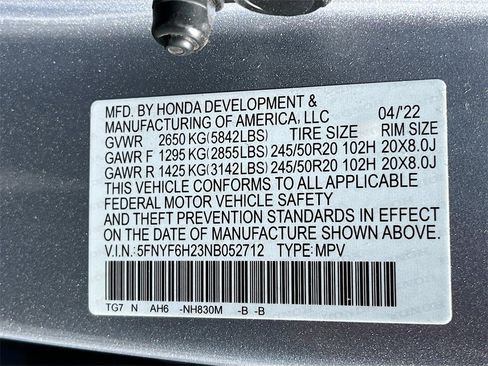 MFD. BY HONDA DEVELOPMENT & 04/'22
MANUFACTURING OF AMERICA, LLC
GVWR 2650 KG(5842LBS) TIRE SIZE RIM SIZE
GAWR F 1295 KG(2855LBS) 245/50R20 102H 20X8.0J
GAWR R 1425 KG(3142LBS) 245/50R20 102H 20X8.0J
THIS VEHICLE CONFORMS TO ALL APPLICABLE
FEDERAL MOTOR VEHICLE SAFETY
AND THEFT PREVENTION STANDARDS IN EFFECT
ON THE DATE OF MANUFACTURE SHOWN ABOVE.
V.I.N.:5FNYF6H23NB052712 TYPE:MPV
TG7 N AH6 -NH830M -B -B